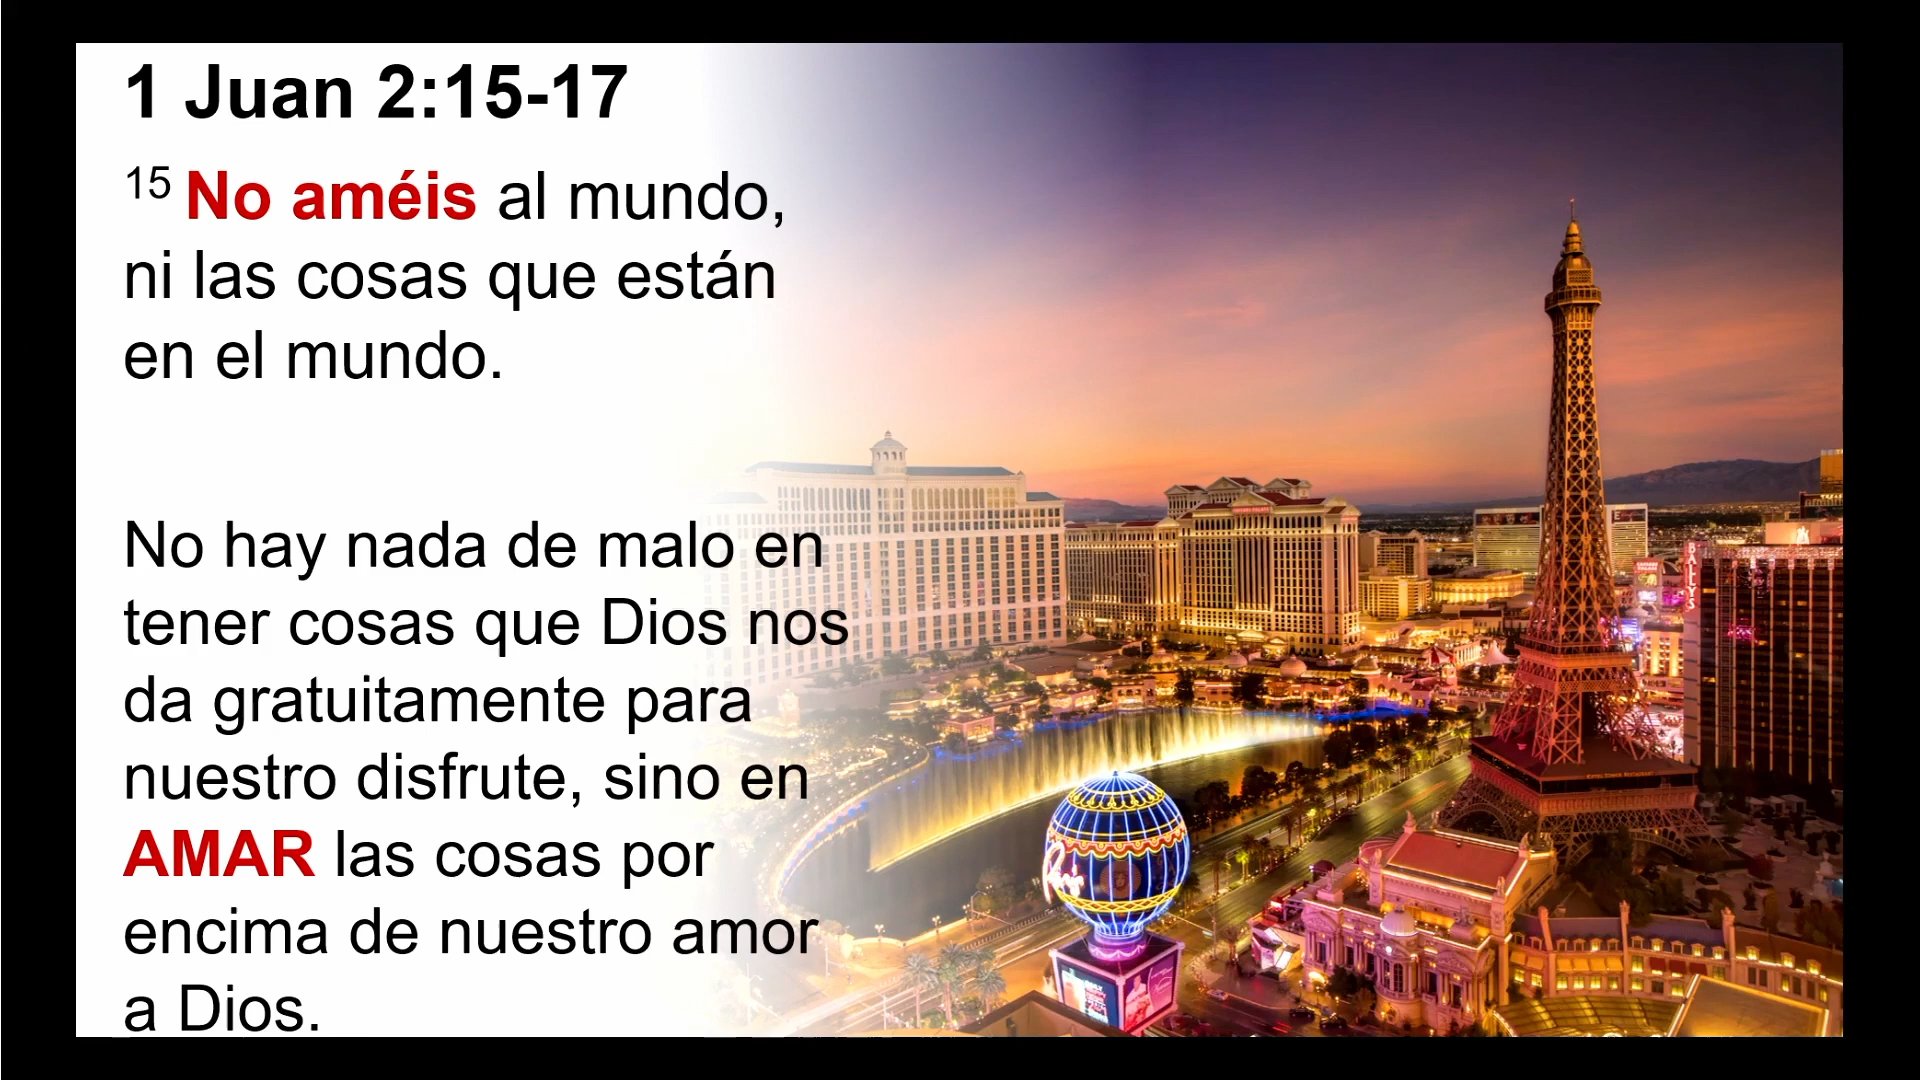 1 Juan 2:15-17
15 No améis al mundo,
ni las cosas que están
en el mundo.
No hay nada de malo en
tener cosas que Dios nos
da gratuitamente para
nuestro disfrute, sino en
AMAR las cosas por
encima de nuestro amor
a Dios.
BALLY'S
Paris